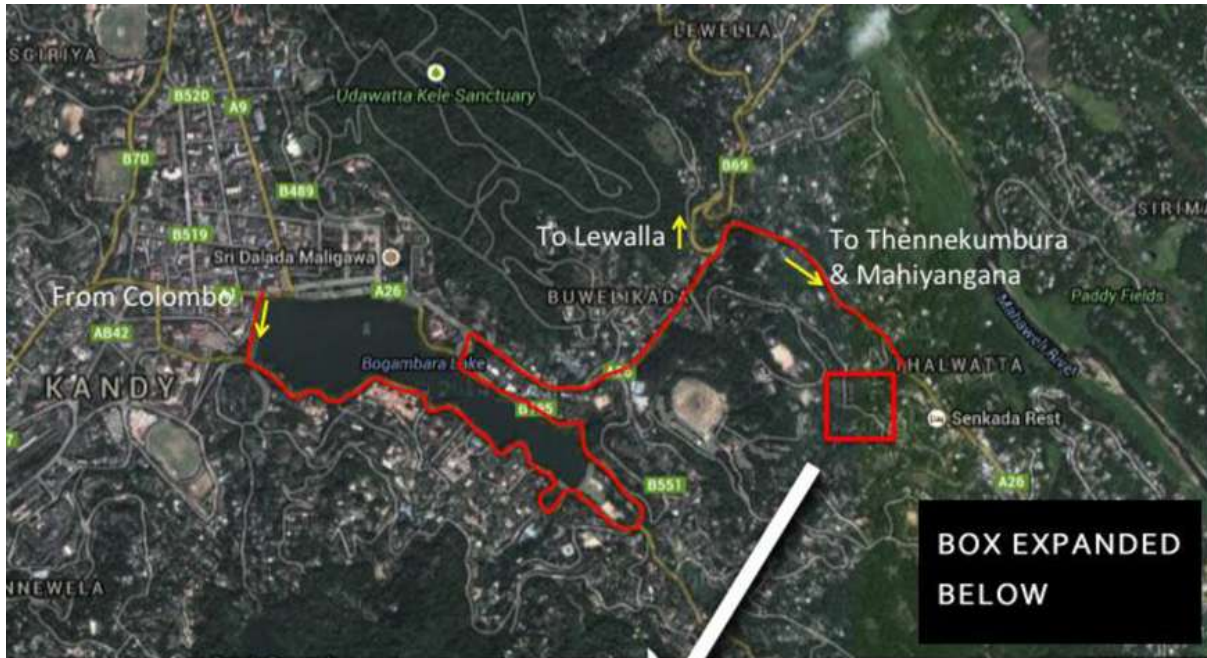 SGIRIYA
LEWELLA
B520
A9
Udawatta Kele Sanctuary
B70
B69
B489
SIRIMA
B519
To Lewalla
Sri Dalada Maligawa
To Thennekumbura
& Mahiyangana
From Colombo
A26
BUWELIKADA
Paddy Fields
AB42
Mahaweli River
Bogambara Lake
HALWATTA
KANDY
Senkada Rest
7
B551
A26
NNEWELA
BOX EXPANDED
BELOW